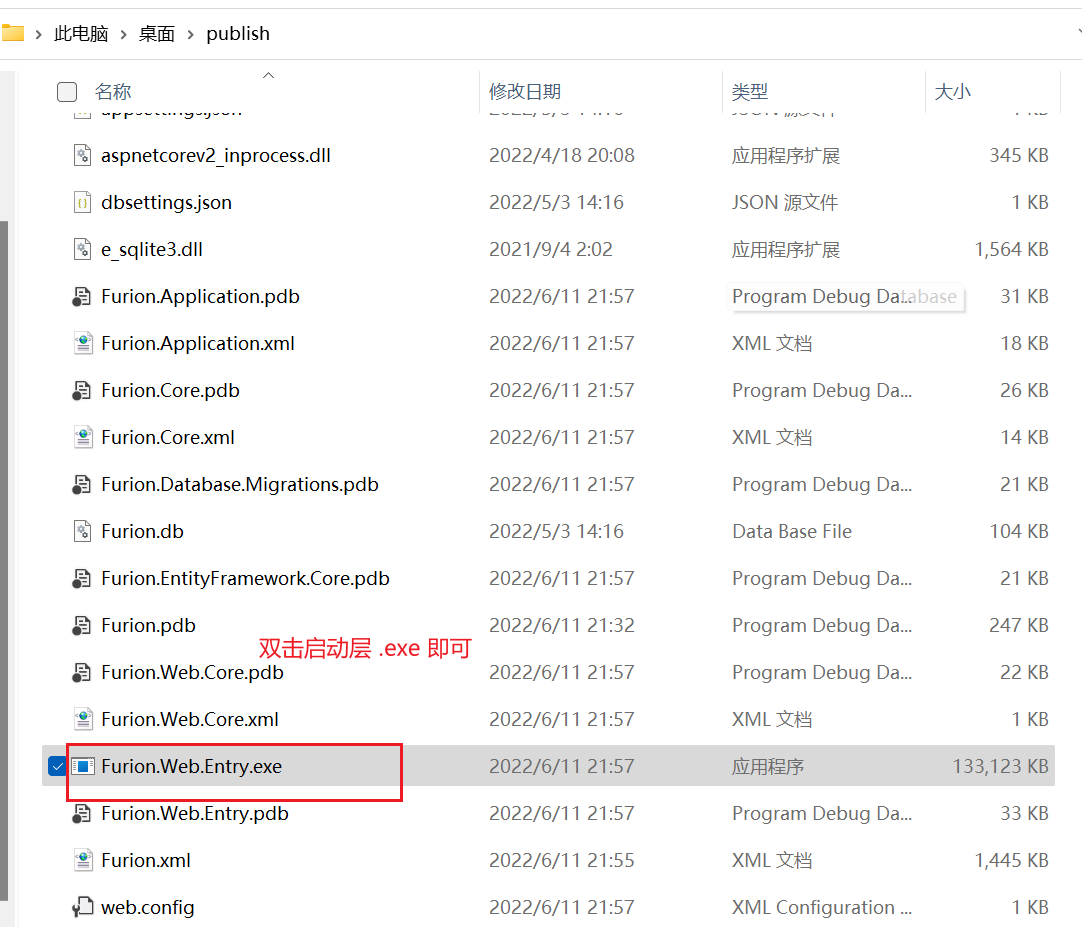 此电脑 › 桌面 › publish
名称 修改日期 类型 大小
aspnetcorev2_inprocess.dll 2022/4/18 20:08 应用程序扩展 345 KB
dbsettings.json 2022/5/3 14:16 JSON 源文件 1 KB
e_sqlite3.dll 2021/9/4 2:02 应用程序扩展 1,564 KB
Furion.Application.pdb 2022/6/11 21:57 Program Debug Da...tabase 31 KB
Furion.Application.xml 2022/6/11 21:57 XML 文档 18 KB
Furion.Core.pdb 2022/6/11 21:57 Program Debug Da... 26 KB
Furion.Core.xml 2022/6/11 21:57 XML 文档 14 KB
Furion.Database.Migrations.pdb 2022/6/11 21:57 Program Debug Da... 21 KB
Furion.db 2022/5/3 14:16 Data Base File 104 KB
Furion.EntityFramework.Core.pdb 2022/6/11 21:57 Program Debug Da... 21 KB
Furion.pdb 2022/6/11 21:32 Program Debug Da... 247 KB
双击启动层 .exe 即可
Furion.Web.Core.pdb 2022/6/11 21:57 Program Debug Da... 22 KB
Furion.Web.Core.xml 2022/6/11 21:57 XML 文档 1 KB
Furion.Web.Entry.exe 2022/6/11 21:57 应用程序 133,123 KB
Furion.Web.Entry.pdb 2022/6/11 21:57 Program Debug Da... 33 KB
Furion.xml 2022/6/11 21:55 XML 文档 1,445 KB
web.config 2022/6/11 21:57 XML Configuration ... 1 KB